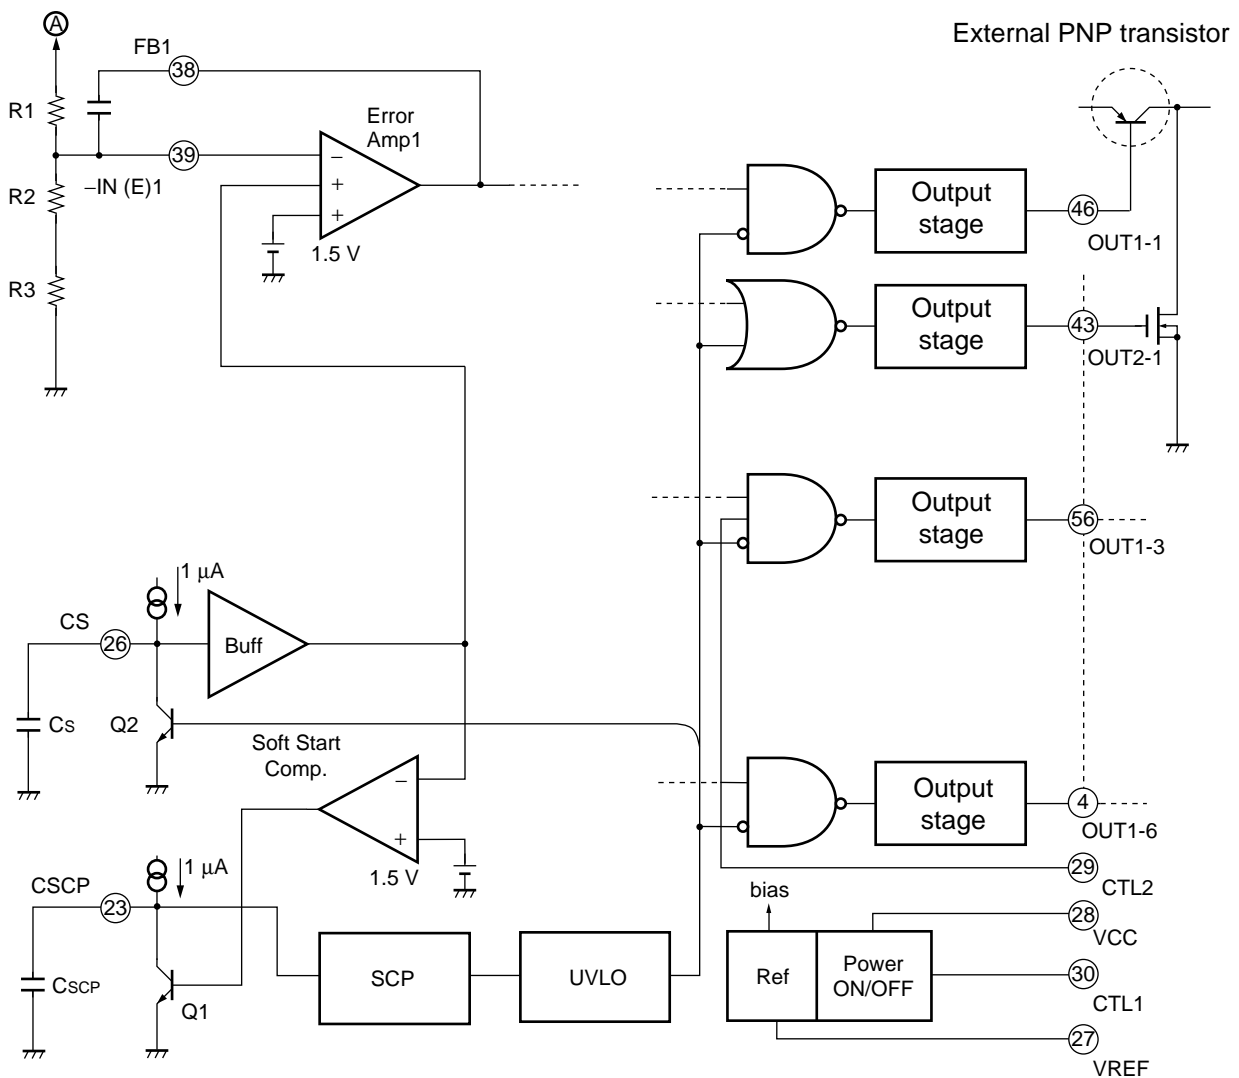 A
External PNP transistor
FB1
38
R1
Error
Amp1
−
39
−IN (E)1
+
R2
+
1.5 V
R3
Output
stage
46
OUT1-1
Output
stage
43
OUT2-1
Output
stage
56
OUT1-3
1 μA
CS
26
Buff
Cs
Q2
Soft Start
Comp.
−
+
1.5 V
Output
stage
4
OUT1-6
1 μA
CSCP
23
29
CTL2
bias
28
VCC
CSCP
Q1
SCP
UVLO
Ref
Power
ON/OFF
30
CTL1
27
VREF